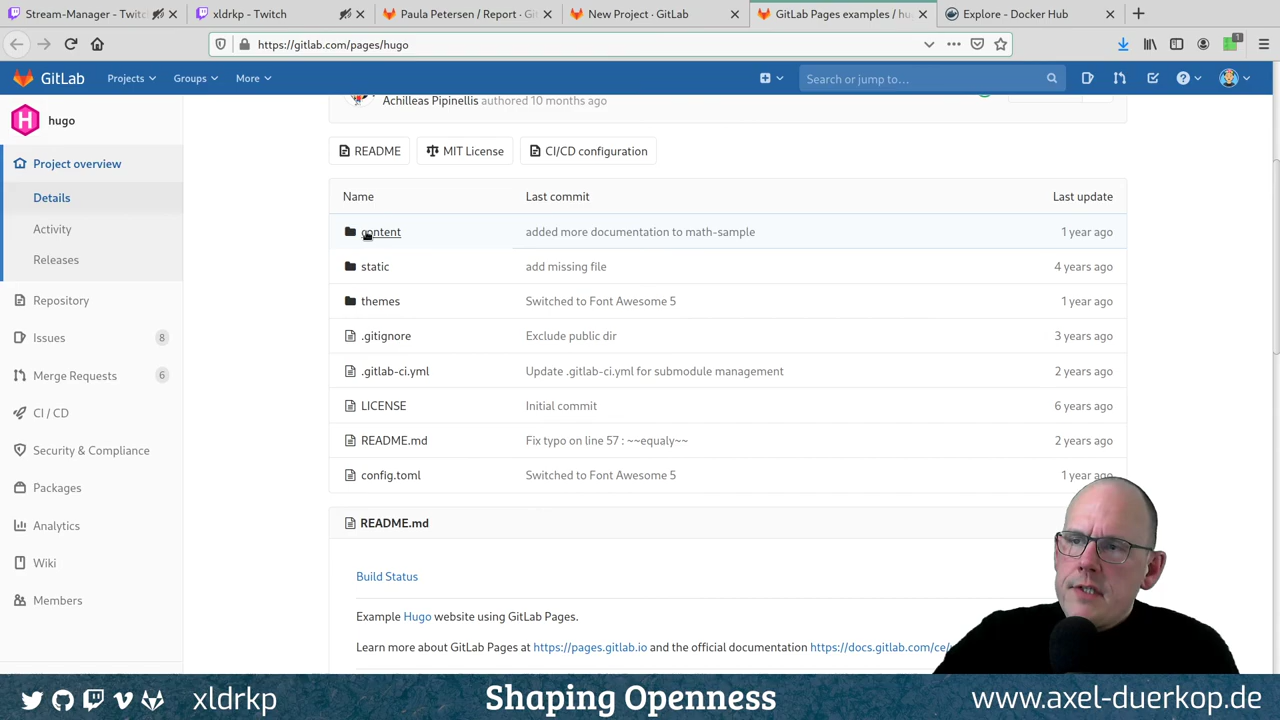 Stream-Manager - Twitc
xldrkp - Twitch
Paula Petersen / Report · Gi
New Project · GitLab
GitLab Pages examples / hu
Explore - Docker Hub
https://gitlab.com/pages/hugo
1
GitLab
Projects
Groups
More
Search or jump to…
hugo
Project overview
Details
Activity
Releases
Repository
Issues 8
Merge Requests 6
CI / CD
Security & Compliance
Packages
Analytics
Wiki
Members
Achilleas Pipinellis authored 10 months ago
README
MIT License
CI/CD configuration
Name Last commit Last update
content added more documentation to math-sample 1 year ago
static add missing file 4 years ago
themes Switched to Font Awesome 5 1 year ago
.gitignore Exclude public dir 3 years ago
.gitlab-ci.yml Update .gitlab-ci.yml for submodule management 2 years ago
LICENSE Initial commit 6 years ago
README.md Fix typo on line 57 : ~~equaly~~ 2 years ago
config.toml Switched to Font Awesome 5 1 year ago
README.md
Build Status
Example Hugo website using GitLab Pages.
Learn more about GitLab Pages at https://pages.gitlab.io and the official documentation https://docs.gitlab.com/ce/
xldrkp
Shaping Openness
www.axel-duerkop.de